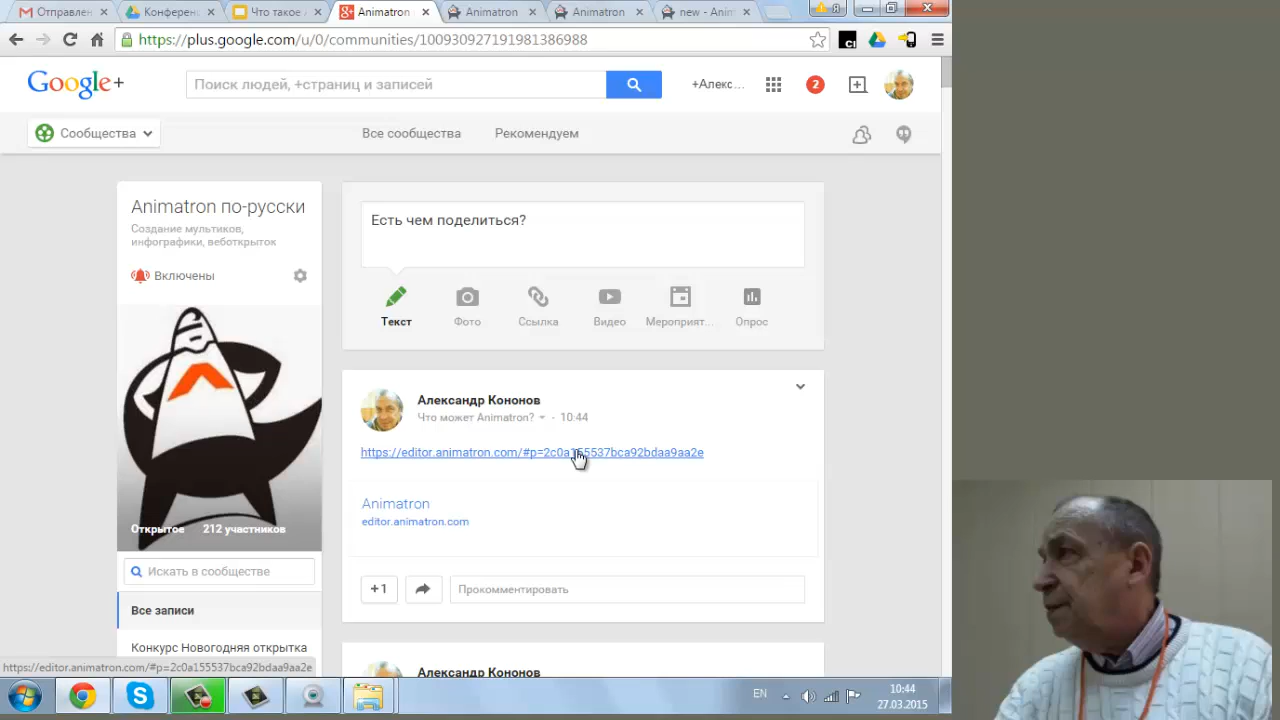 Отправлен
Конферен
Что такое
Animatron
Animatron
Animatron
new - Anim
https://plus.google.com/u/0/communities/100930927191981386988
Google+
Поиск людей, +страниц и записей
+Алекс...
2
Сообщества
Все сообщества
Рекомендуем
Animatron по-русски
Создание мультиков,
инфографики, веботкрыток
Включены
Открытое
212 участников
Искать в сообществе
Все записи
Конкурс Новогодняя открытка
Есть чем поделиться?
Текст
Фото
Ссылка
Видео
Мероприят...
Опрос
Александр Кононов
Что может Animatron? - 10:44
https://editor.animatron.com/#p=2c0a155537bca92bdaa9aa2e
Animatron
editor.animatron.com
+1
Прокомментировать
Александр Кононов
https://editor.animatron.com/#p=2c0a155537bca92bdaa9aa2e
EN
10:44
27.03.2015